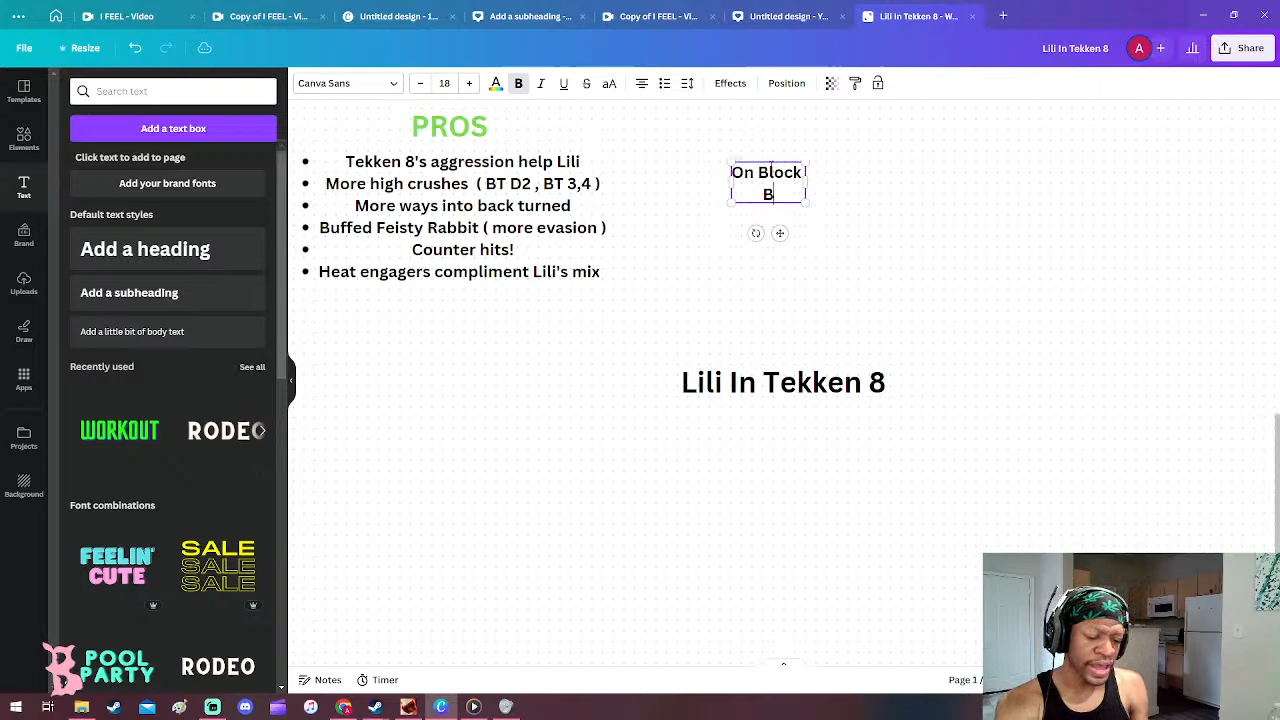 I FEEL - Video
Copy of I FEEL - Vi...
Untitled design - 1...
Add a subheading -...
Copy of I FEEL - Vi...
Untitled design - Y...
Lili In Tekken 8 - W...
File
Resize
Lili In Tekken 8
A
Share
Templates
Elements
Text
Brand
Uploads
Draw
Apps
Projects
Background
Search text
Add a text box
Click text to add to page
Add your brand fonts
Default text styles
Add a heading
Add a subheading
Add a little bit of body text
Recently used
See all
WORKOUT
RODEO
Font combinations
FEELIN'
CUTE
SALE
SALE
SALE
POOL
PARTY
RODEO
Canva Sans
– 18 +
A B I U S aA
Effects
Position
PROS
• Tekken 8's aggression help Lili
• More high crushes ( BT D2 , BT 3,4 )
• More ways into back turned
• Buffed Feisty Rabbit ( more evasion )
• Counter hits!
• Heat engagers compliment Lili's mix
On Block
B
Lili In Tekken 8
Notes
Timer
Page 1 /